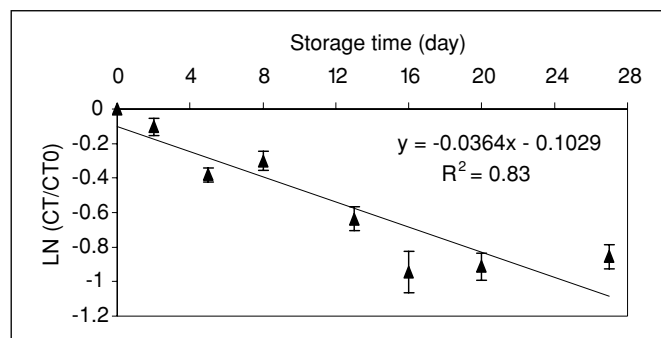 Storage time (day)
0 4 8 13 16 20 24 28
0
-0.2
-0.4
-0.6
-0.8
-1
-1.2
LN (CT/CT0)
y = -0.0364x - 0.1029
R² = 0.83